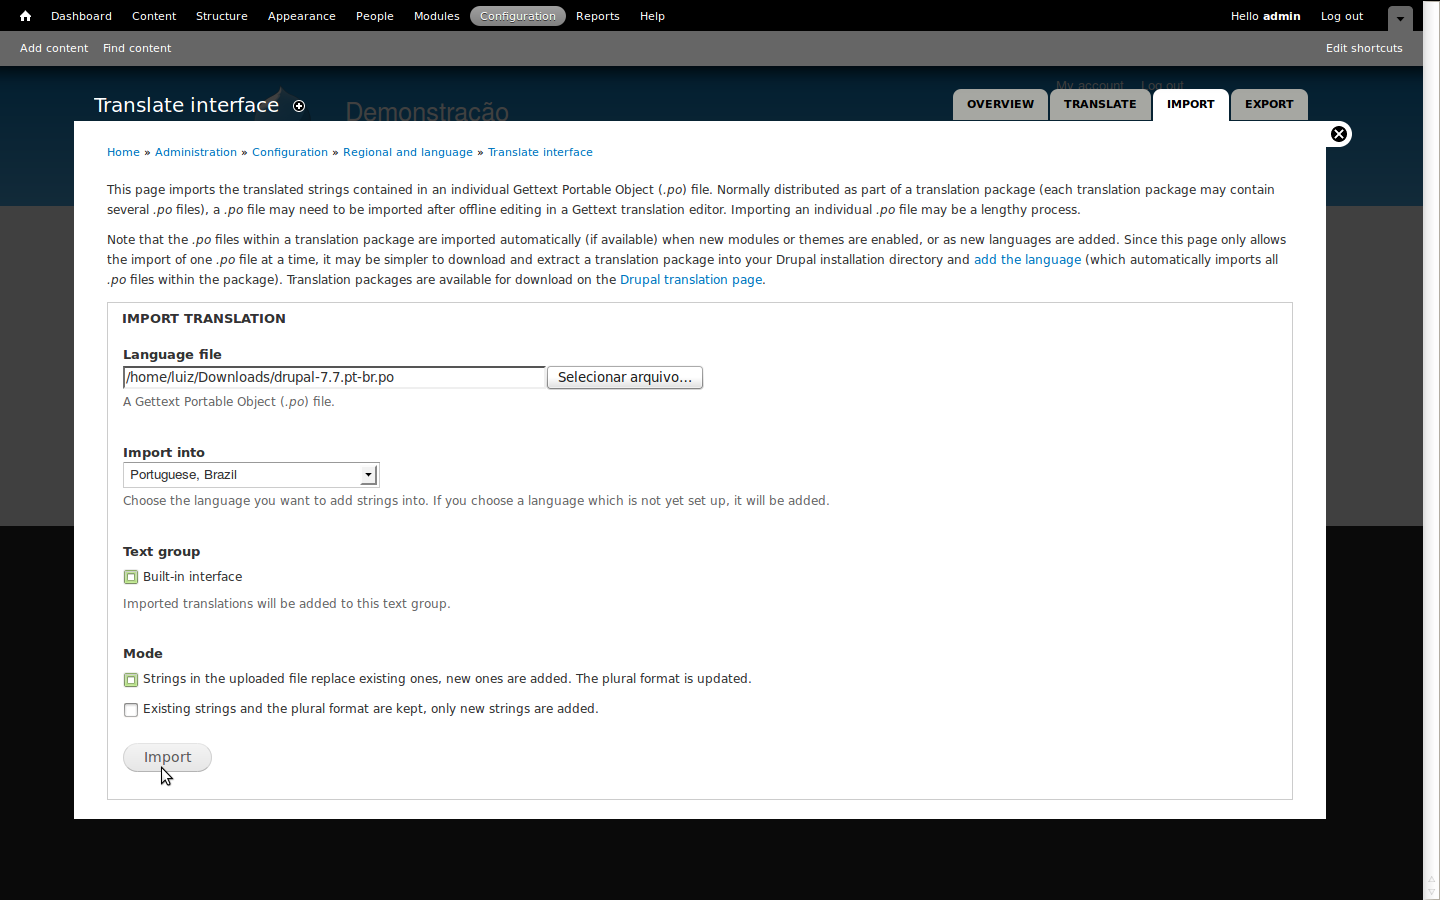 Dashboard Content Structure Appearance People Modules Configuration Reports Help Hello admin Log out
Add content Find content Edit shortcuts
My account Log out
Translate interface Demonstração OVERVIEW TRANSLATE IMPORT EXPORT
Home » Administration » Configuration » Regional and language » Translate interface
This page imports the translated strings contained in an individual Gettext Portable Object (.po) file. Normally distributed as part of a translation package (each translation package may contain
several .po files), a .po file may need to be imported after offline editing in a Gettext translation editor. Importing an individual .po file may be a lengthy process.
Note that the .po files within a translation package are imported automatically (if available) when new modules or themes are enabled, or as new languages are added. Since this page only allows
the import of one .po file at a time, it may be simpler to download and extract a translation package into your Drupal installation directory and add the language (which automatically imports all
.po files within the package). Translation packages are available for download on the Drupal translation page.
IMPORT TRANSLATION
Language file
/home/luiz/Downloads/drupal-7.7.pt-br.po Selecionar arquivo...
A Gettext Portable Object (.po) file.
Import into
Portuguese, Brazil
Choose the language you want to add strings into. If you choose a language which is not yet set up, it will be added.
Text group
Built-in interface
Imported translations will be added to this text group.
Mode
Strings in the uploaded file replace existing ones, new ones are added. The plural format is updated.
Existing strings and the plural format are kept, only new strings are added.
Import